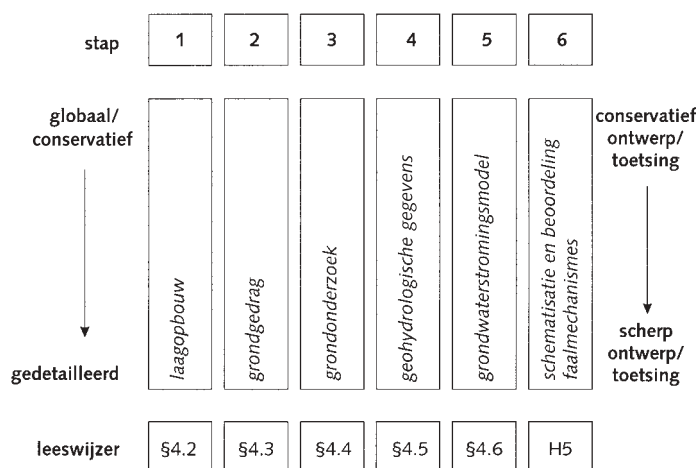 stap 1 2 3 4 5 6
globaal/
conservatief
gedetailleerd
laagopbouw
grondgedrag
grondonderzoek
geohydrologische gegevens
grondwaterstromingsmodel
schematisatie en beoordeling
faalmechanismes
conservatief
ontwerp/
toetsing
scherp
ontwerp/
toetsing
leeswijzer §4.2 §4.3 §4.4 §4.5 §4.6 H5